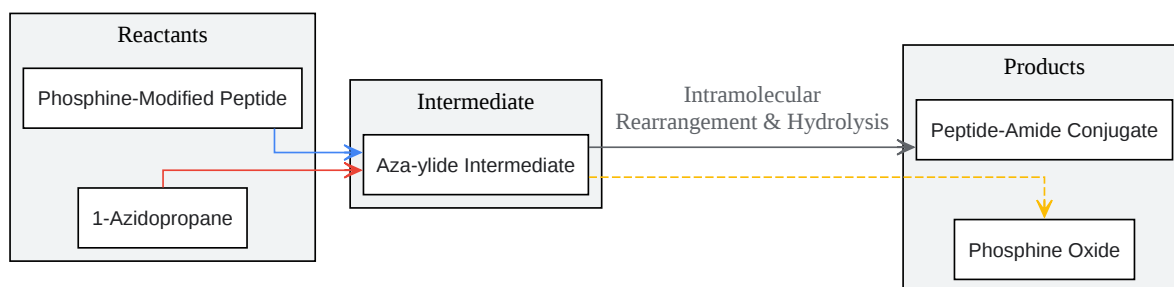 Reactants
Phosphine-Modified Peptide
1-Azidopropane
Intermediate
Aza-ylide Intermediate
Intramolecular
Rearrangement & Hydrolysis
Products
Peptide-Amide Conjugate
Phosphine Oxide